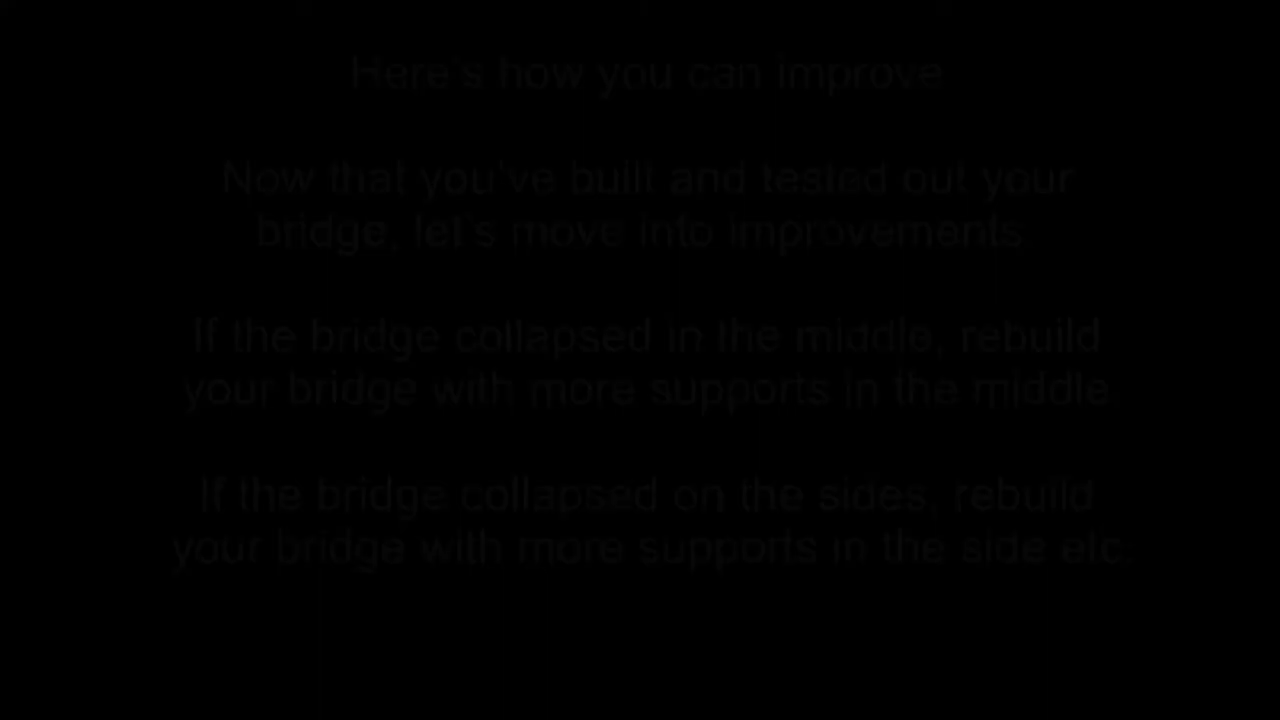 Here's how you can improve
Now that you've built and tested out your
bridge, let's move into improvements.
If the bridge collapsed in the middle, rebuild
your bridge with more supports in the middle.
If the bridge collapsed on the sides, rebuild
your bridge with more supports in the side etc.